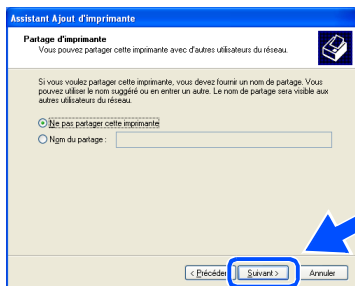 Assistant Ajout d'imprimante
Partage d'imprimante
Vous pouvez partager cette imprimante avec d'autres utilisateurs du réseau.
Si vous voulez partager cette imprimante, vous devez fournir un nom de partage. Vous
pouvez utiliser le nom suggéré ou en entrer un autre. Le nom de partage sera visible aux
autres utilisateurs du réseau.
Ne pas partager cette imprimante
Nom du partage :
< Précéden
Suivant >
Annuler